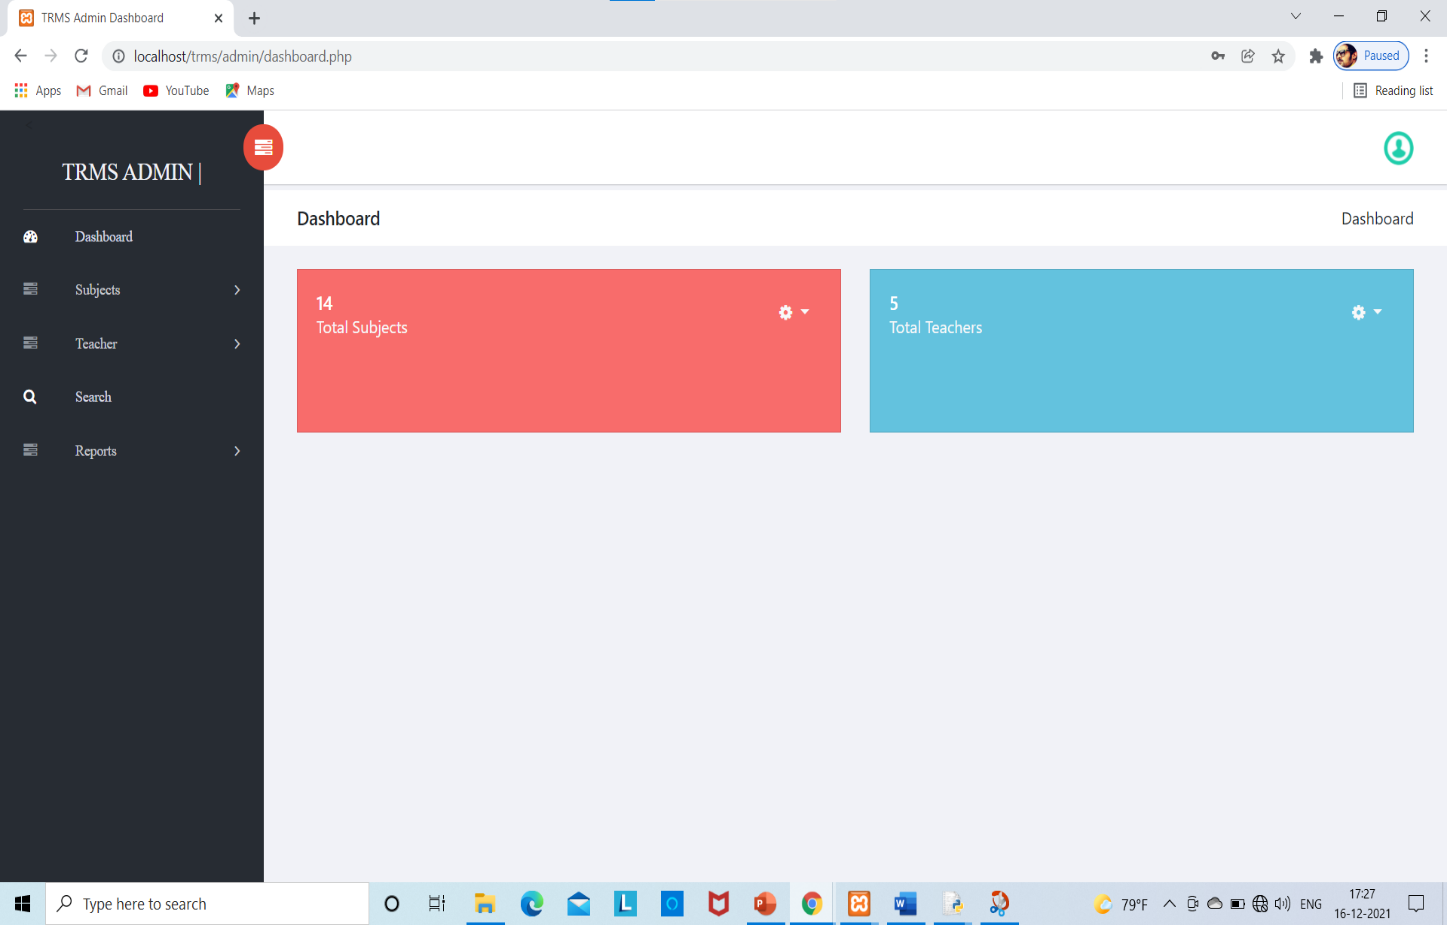 TRMS Admin Dashboard
localhost/trms/admin/dashboard.php
Paused
Apps
Gmail
YouTube
Maps
Reading list
TRMS ADMIN |
Dashboard
Subjects
Teacher
Search
Reports
Dashboard
Dashboard
14
Total Subjects
5
Total Teachers
Type here to search
79°F
ENG
17:27
16-12-2021